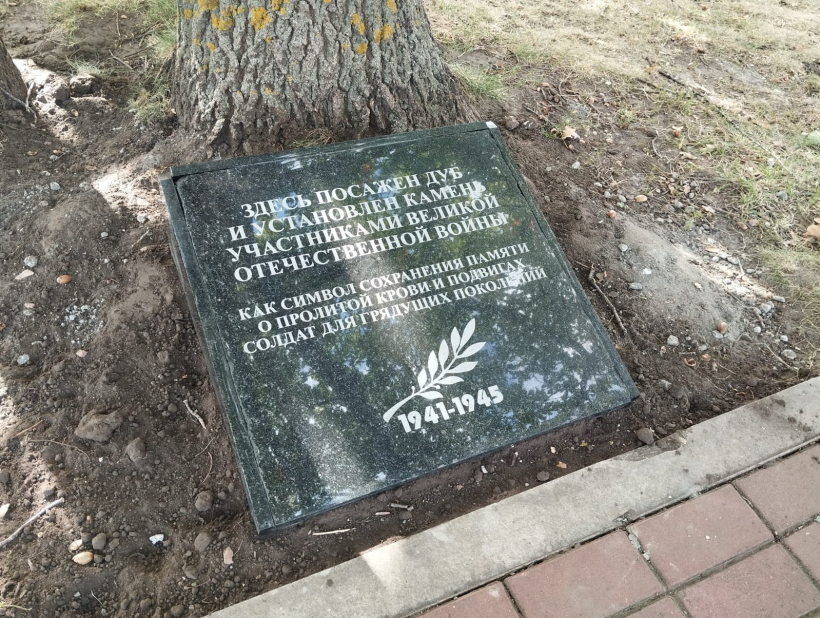 ЗДЕСЬ ПОСАЖЕН ДУБ
И УСТАНОВЛЕН КАМЕНЬ
УЧАСТНИКАМИ ВЕЛИКОЙ
ОТЕЧЕСТВЕННОЙ ВОЙНЫ
КАК СИМВОЛ СОХРАНЕНИЯ ПАМЯТИ
О ПРОЛИТОЙ КРОВИ И ПОДВИГАХ
СОЛДАТ ДЛЯ ГРЯДУЩИХ ПОКОЛЕНИЙ
1941-1945